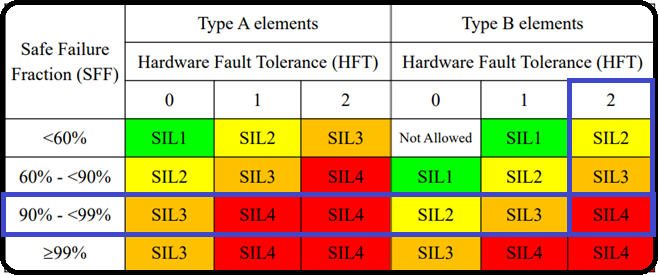 Safe Failure Fraction (SFF) Type A elements Type B elements
Hardware Fault Tolerance (HFT) Hardware Fault Tolerance (HFT)
0 1 2 0 1 2
<60% SIL1 SIL2 SIL3 Not Allowed SIL1 SIL2
60% - <90% SIL2 SIL3 SIL4 SIL1 SIL2 SIL3
90% - <99% SIL3 SIL4 SIL4 SIL2 SIL3 SIL4
≥99% SIL3 SIL4 SIL4 SIL3 SIL4 SIL4